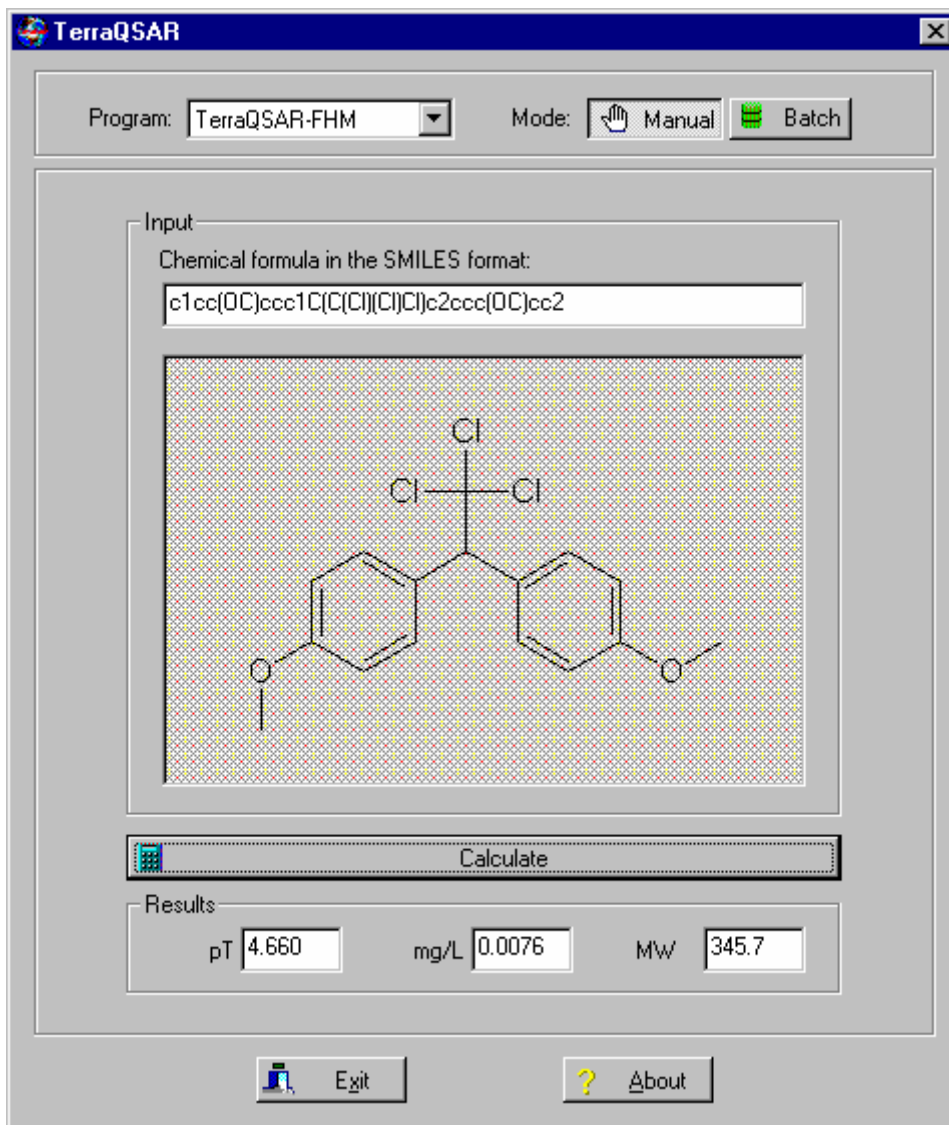 TerraQSAR
Program: TerraQSAR-FHM Mode: Manual Batch
Input
Chemical formula in the SMILES format:
c1cc(OC)ccc1C(C(Cl)(Cl)Cl)c2ccc(OC)cc2
Cl
Cl Cl
O O
Calculate
Results
pT 4.660 mg/L 0.0076 MW 345.7
Exit ? About